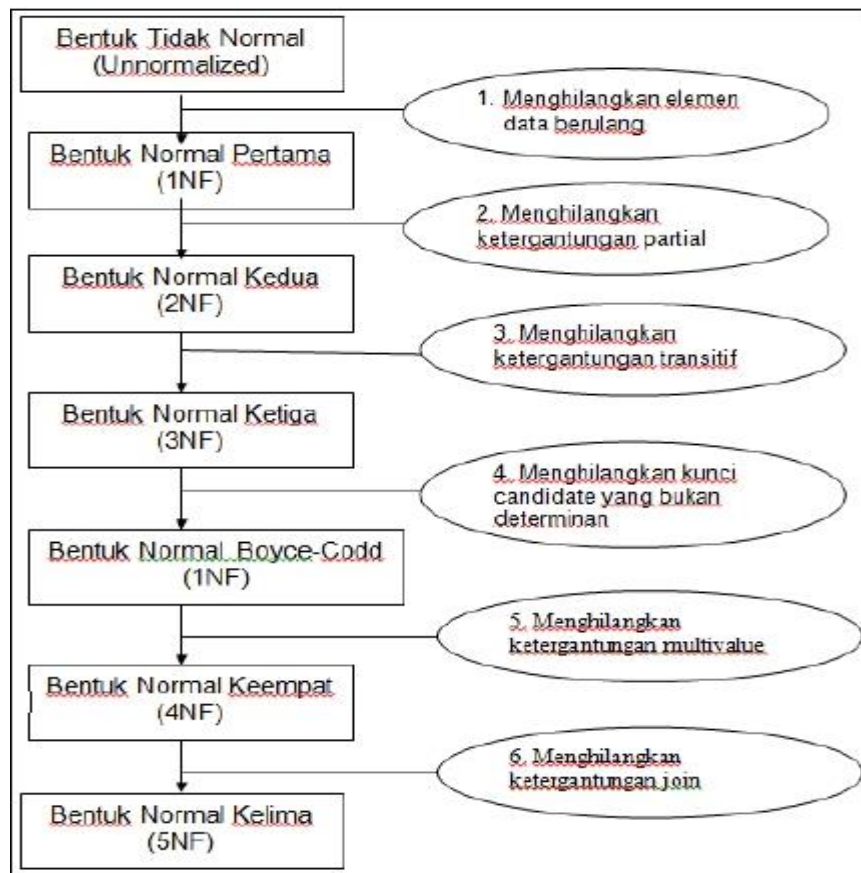 Bentuk Tidak Normal
(Unnormalized)
1. Menghilangkan elemen
data berulang
Bentuk Normal Pertama
(1NF)
2. Menghilangkan
ketergantungan partial
Bentuk Normal Kedua
(2NF)
3. Menghilangkan
ketergantungan transitif
Bentuk Normal Ketiga
(3NF)
4. Menghilangkan kunci
candidate yang bukan
determinan
Bentuk Normal Boyce-Codd
(1NF)
5. Menghilangkan
ketergantungan multivalue
Bentuk Normal Keempat
(4NF)
6. Menghilangkan
ketergantungan join
Bentuk Normal Kelima
(5NF)